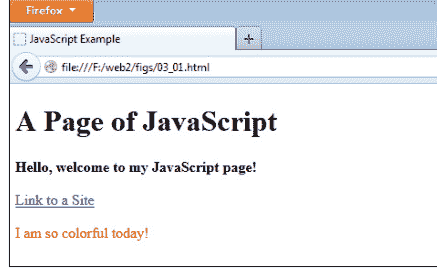 Firefox
JavaScript Example
file:///F:/web2/figs/03_01.html
A Page of JavaScript
Hello, welcome to my JavaScript page!
Link to a Site
I am so colorful today!